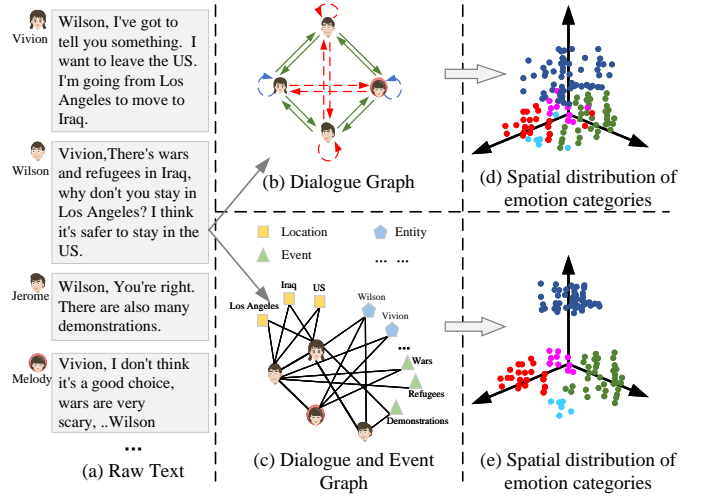 Vivion
Wilson, I've got to
tell you something. I
want to leave the US.
I'm going from Los
Angeles to move to
Iraq.
Wilson
Vivion,There's wars
and refugees in Iraq,
why don't you stay in
Los Angeles? I think
it's safer to stay in the
US.
Jerome
Wilson, You're right.
There are also many
demonstrations.
Melody
Vivion, I don't think
it's a good choice,
wars are very
scary, ..Wilson
...
(a) Raw Text
(b) Dialogue Graph
Location
Entity
Event
... ...
Iraq
US
Los Angeles
Wilson
Vivion
...
Wars
Refugees
Demonstrations
(c) Dialogue and Event
Graph
(d) Spatial distribution of
emotion categories
(e) Spatial distribution of
emotion categories